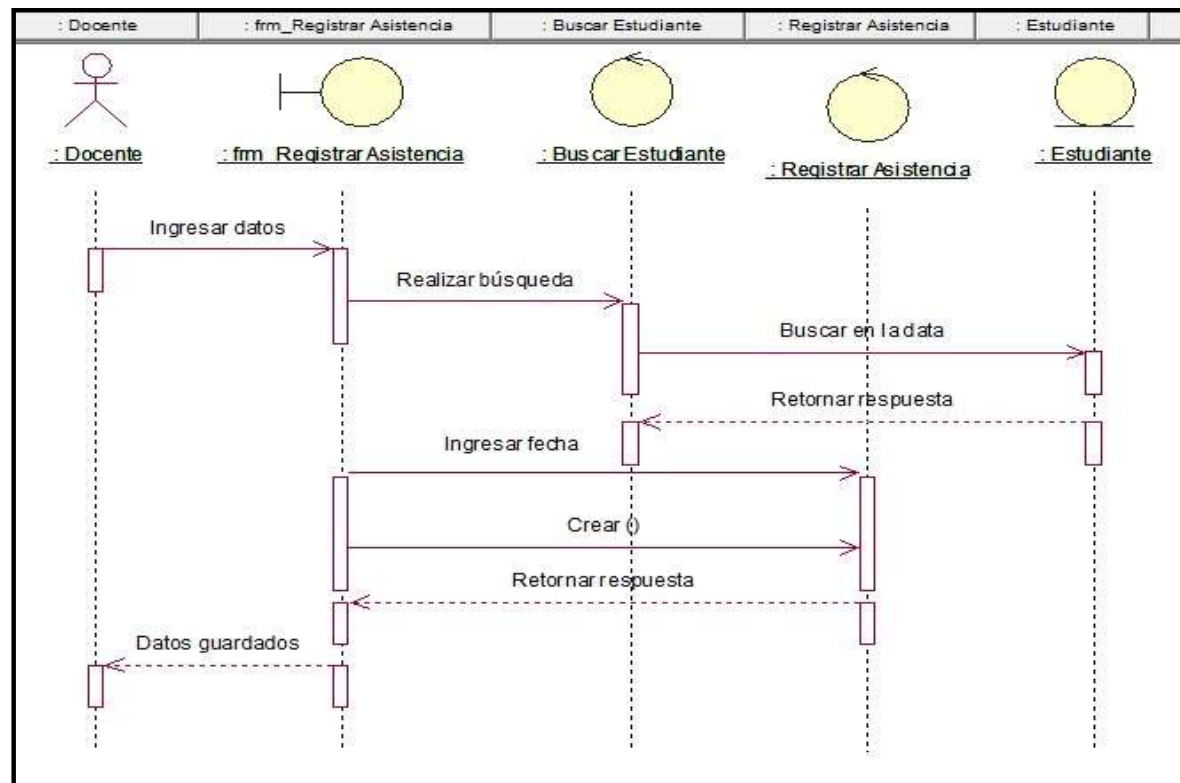 : Docente
: frm_Registrar Asistencia
: Buscar Estudiante
: Registrar Asistencia
: Estudiante
: Docente
: frm_Registrar Asistencia
: Buscar Estudiante
: Registrar Asistencia
: Estudiante
Ingresar datos
Realizar búsqueda
Buscar en la data
Retornar respuesta
Ingresar fecha
Crear ()
Retornar respuesta
Datos guardados